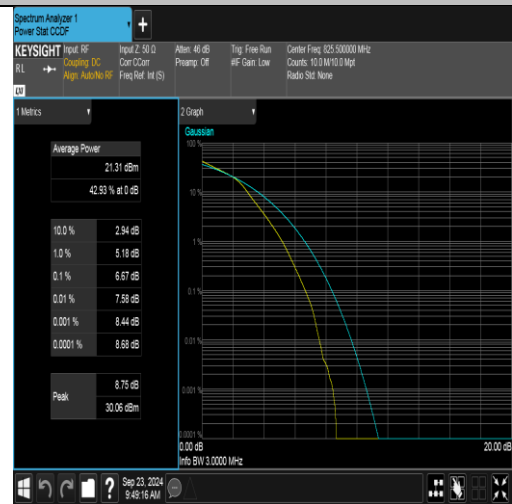 Spectrum Analyzer 1
Power Stat CCDF
+
KEYSIGHT
RL
LXI
Input: RF
Coupling: DC
Align: Auto/No RF
Input Z: 50 Ω
Corr CCorr
Freq Ref: Int (S)
Atten: 46 dB
Preamp: Off
Trig: Free Run
#IF Gain: Low
Center Freq: 825.500000 MHz
Counts: 10.0 M/10.0 Mpt
Radio Std: None
1 Metrics
Average Power
21.31 dBm
42.93 % at 0 dB
10.0 % 2.94 dB
1.0 % 5.18 dB
0.1 % 6.67 dB
0.01 % 7.58 dB
0.001 % 8.44 dB
0.0001 % 8.68 dB
Peak
8.75 dB
30.06 dBm
2 Graph
Gaussian
100 %
10 %
1 %
0.1 %
0.01 %
0.001 %
0.0001 %
0.00 dB
20.00 dB
Info BW 3.0000 MHz
?
Sep 23, 2024
9:49:16 AM